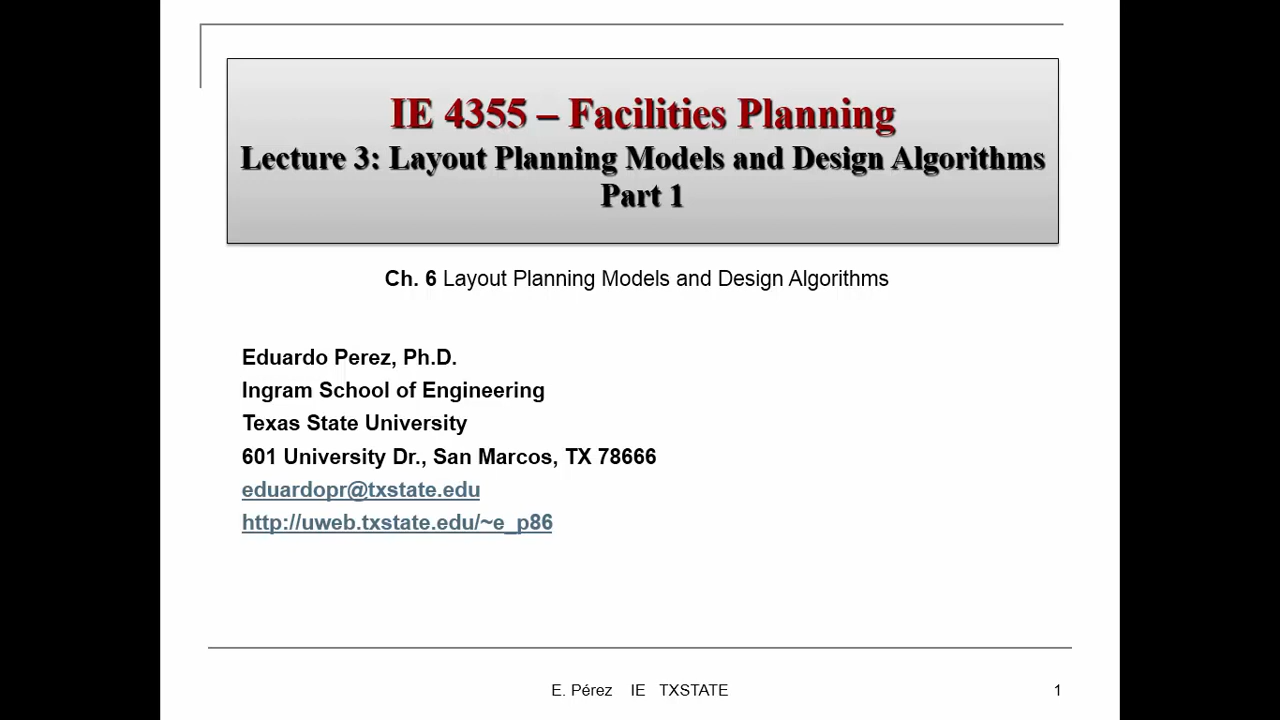 IE 4355 – Facilities Planning
Lecture 3: Layout Planning Models and Design Algorithms
Part 1
Ch. 6 Layout Planning Models and Design Algorithms
Eduardo Perez, Ph.D.
Ingram School of Engineering
Texas State University
601 University Dr., San Marcos, TX 78666
eduardopr@txstate.edu
http://uweb.txstate.edu/~e_p86
E. Pérez IE TXSTATE
1